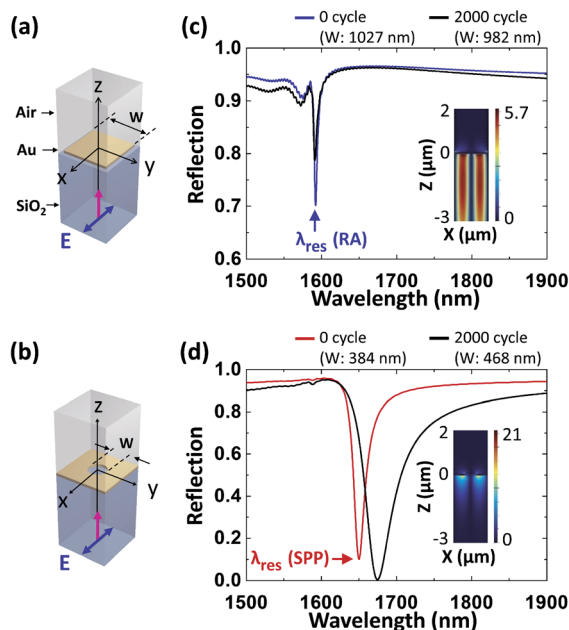 (a)
Z
W
Air
Au
X
y
SiO₂
E
(c)
0 cycle
(W: 1027 nm)
2000 cycle
(W: 982 nm)
Reflection
1.0
0.9
0.8
0.7
0.6
λres (RA)
2
0
-3
Z (μm)
X (μm)
5.7
0
1500 1600 1700 1800 1900
Wavelength (nm)
(b)
Z
W
X
y
E
(d)
0 cycle
(W: 384 nm)
2000 cycle
(W: 468 nm)
Reflection
1.0
0.8
0.6
0.4
0.2
0.0
λres (SPP)
2
0
-3
Z (μm)
X (μm)
21
0
1500 1600 1700 1800 1900
Wavelength (nm)